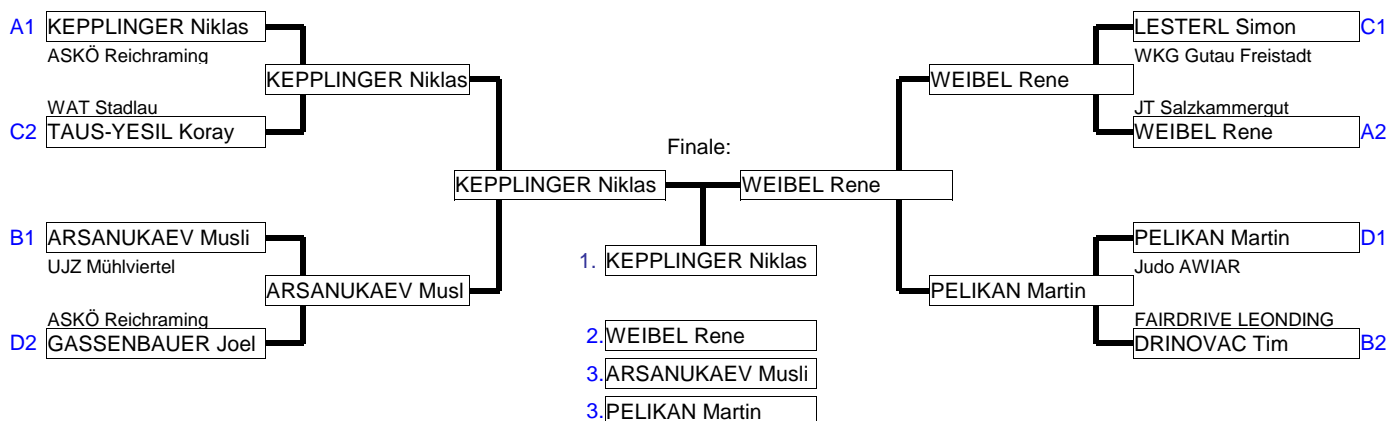 A1 KEPPLINGER Niklas
ASKÖ Reichraming
KEPPLINGER Niklas
WAT Stadlau
C2 TAUS-YESIL Koray
KEPPLINGER Niklas
B1 ARSANUKAEV Musli
UJZ Mühlviertel
ARSANUKAEV Musl
ASKÖ Reichraming
D2 GASSENBAUER Joel
Finale:
1. KEPPLINGER Niklas
2. WEIBEL Rene
3. ARSANUKAEV Musli
3. PELIKAN Martin
LESTERL Simon C1
WKG Gutau Freistadt
WEIBEL Rene
JT Salzkammergut
WEIBEL Rene A2
WEIBEL Rene
PELIKAN Martin D1
Judo AWIAR
PELIKAN Martin
FAIRDRIVE LEONDING
DRINOVAC Tim B2